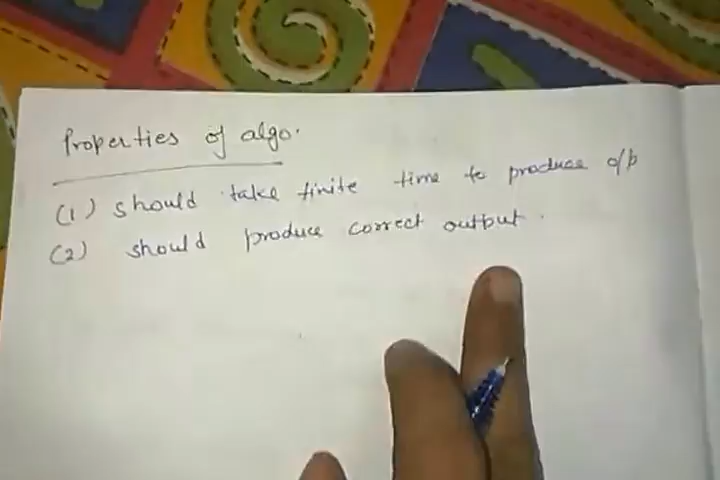 Properties of algo.
(1) should take finite time to produce o/p
(2) should produce correct output.